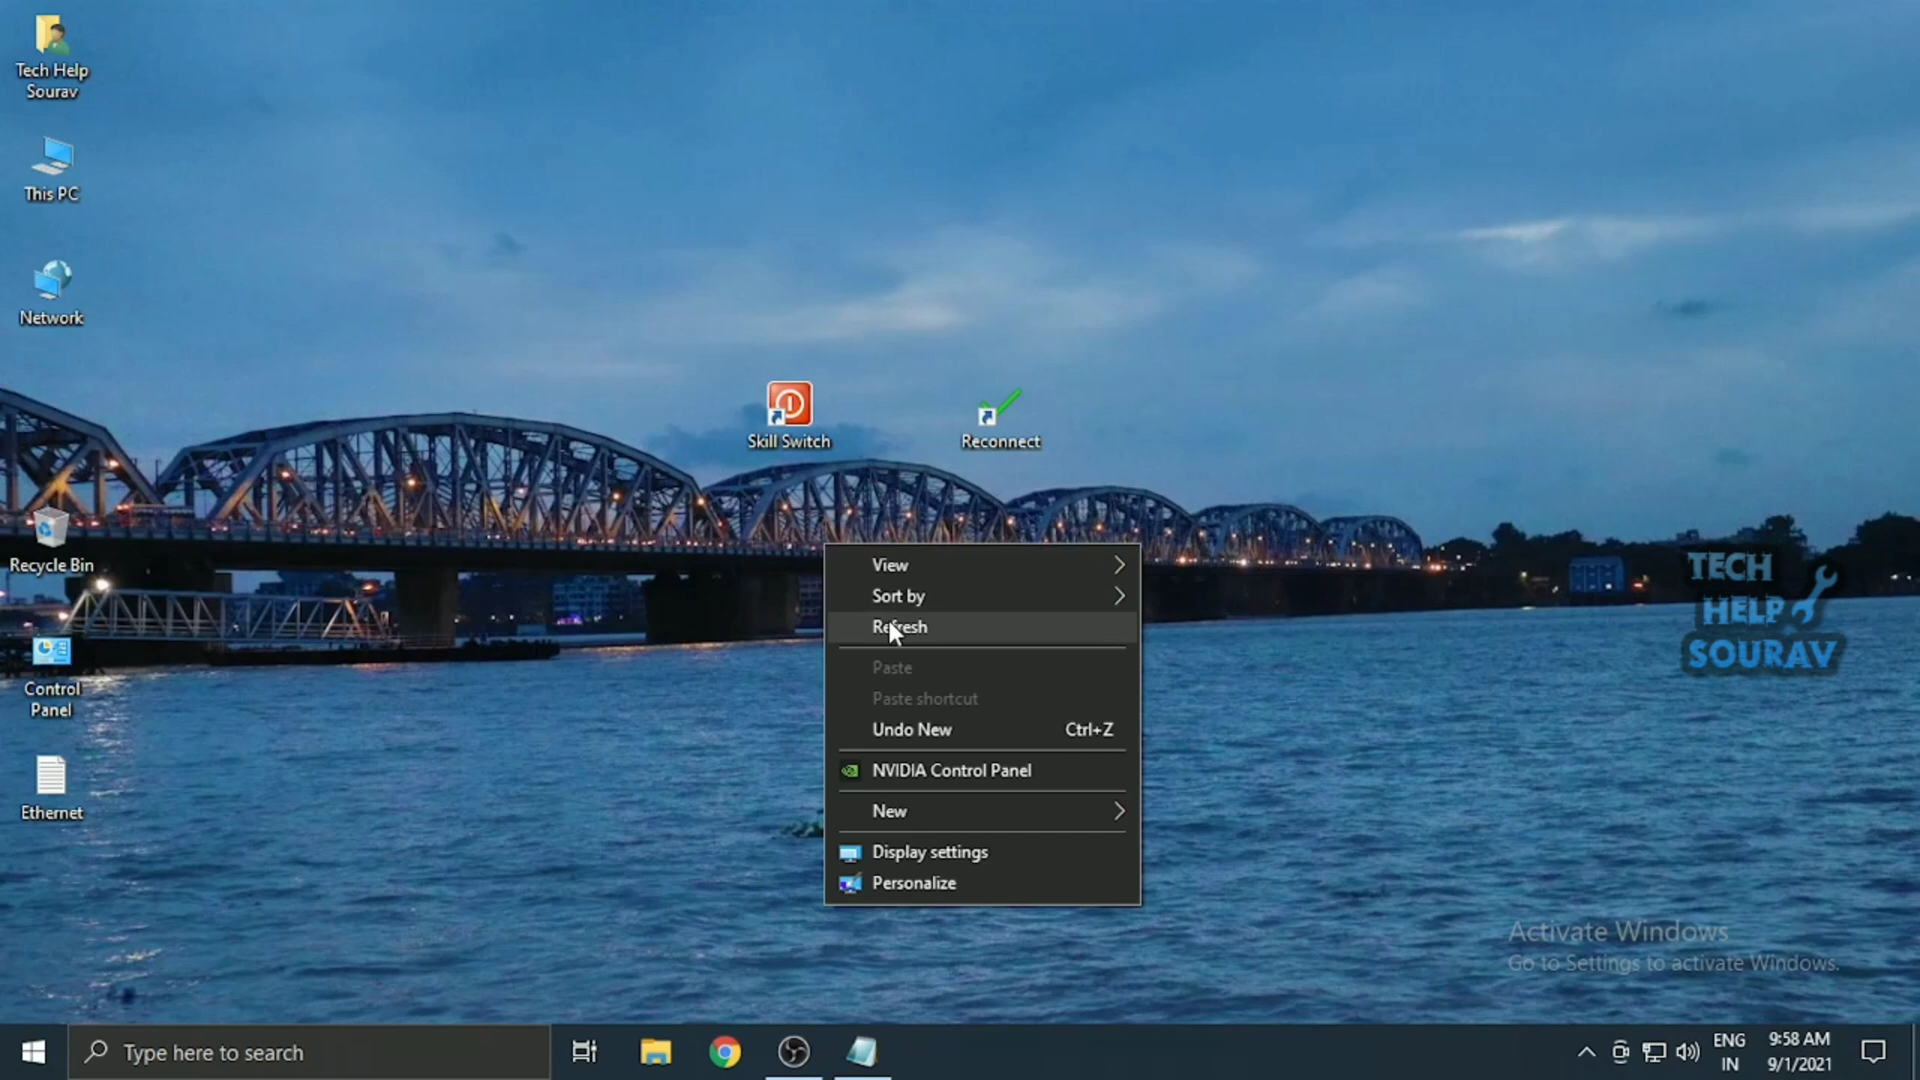 Tech Help
Sourav
This PC
Network
Skill Switch
Reconnect
Recycle Bin
Control
Panel
Ethernet
View
Sort by
Refresh
Paste
Paste shortcut
Undo New Ctrl+Z
NVIDIA Control Panel
New
Display settings
Personalize
TECH
HELP
SOURAV
Activate Windows
Go to Settings to activate Windows.
Type here to search
ENG
IN
9:58 AM
9/1/2021